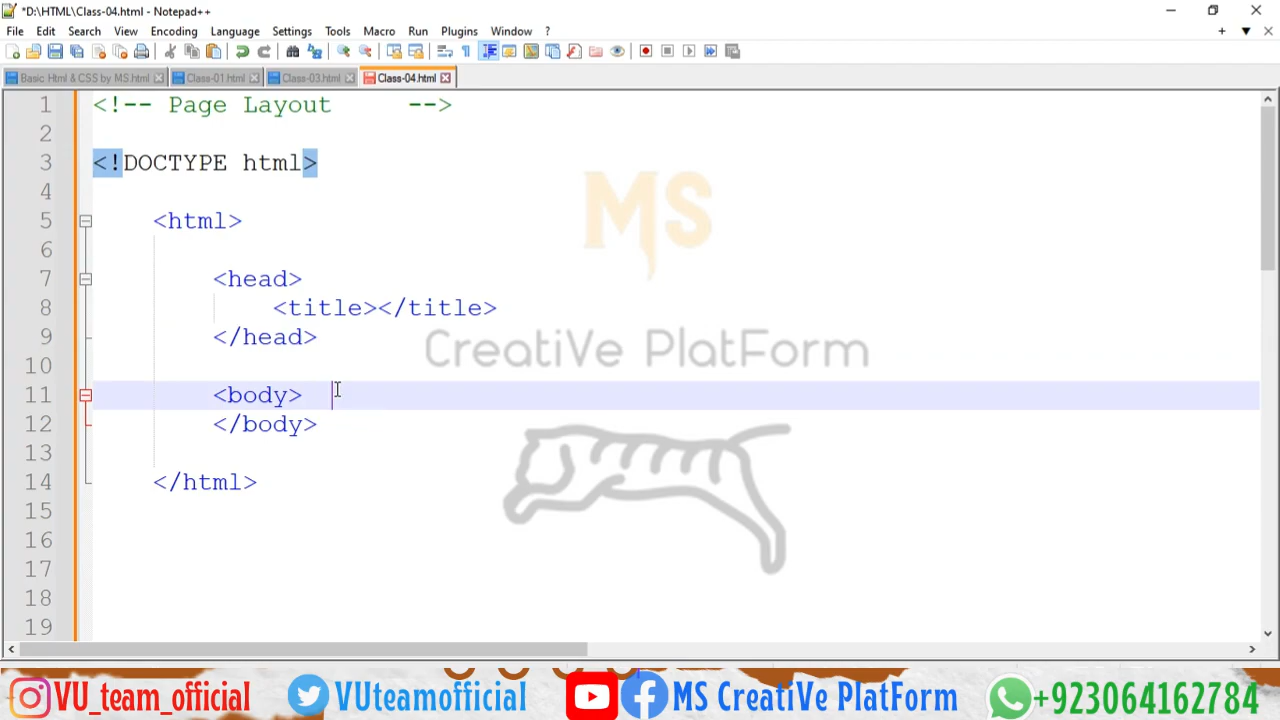 *D:\HTML\Class-04.html - Notepad++
File Edit Search View Encoding Language Settings Tools Macro Run Plugins Window ?
Basic Html & CSS by MS.html Class-01.html Class-03.html Class-04.html
1 <!-- Page Layout -->
2
3 <!DOCTYPE html>
4
5 <html>
6
7 <head>
8 <title></title>
9 </head>
10
11 <body>
12 </body>
13
14 </html>
15
16
17
18
19
MS
CreatiVe PlatForm
VU_team_official VUteamofficial MS CreatiVe PlatForm +923064162784